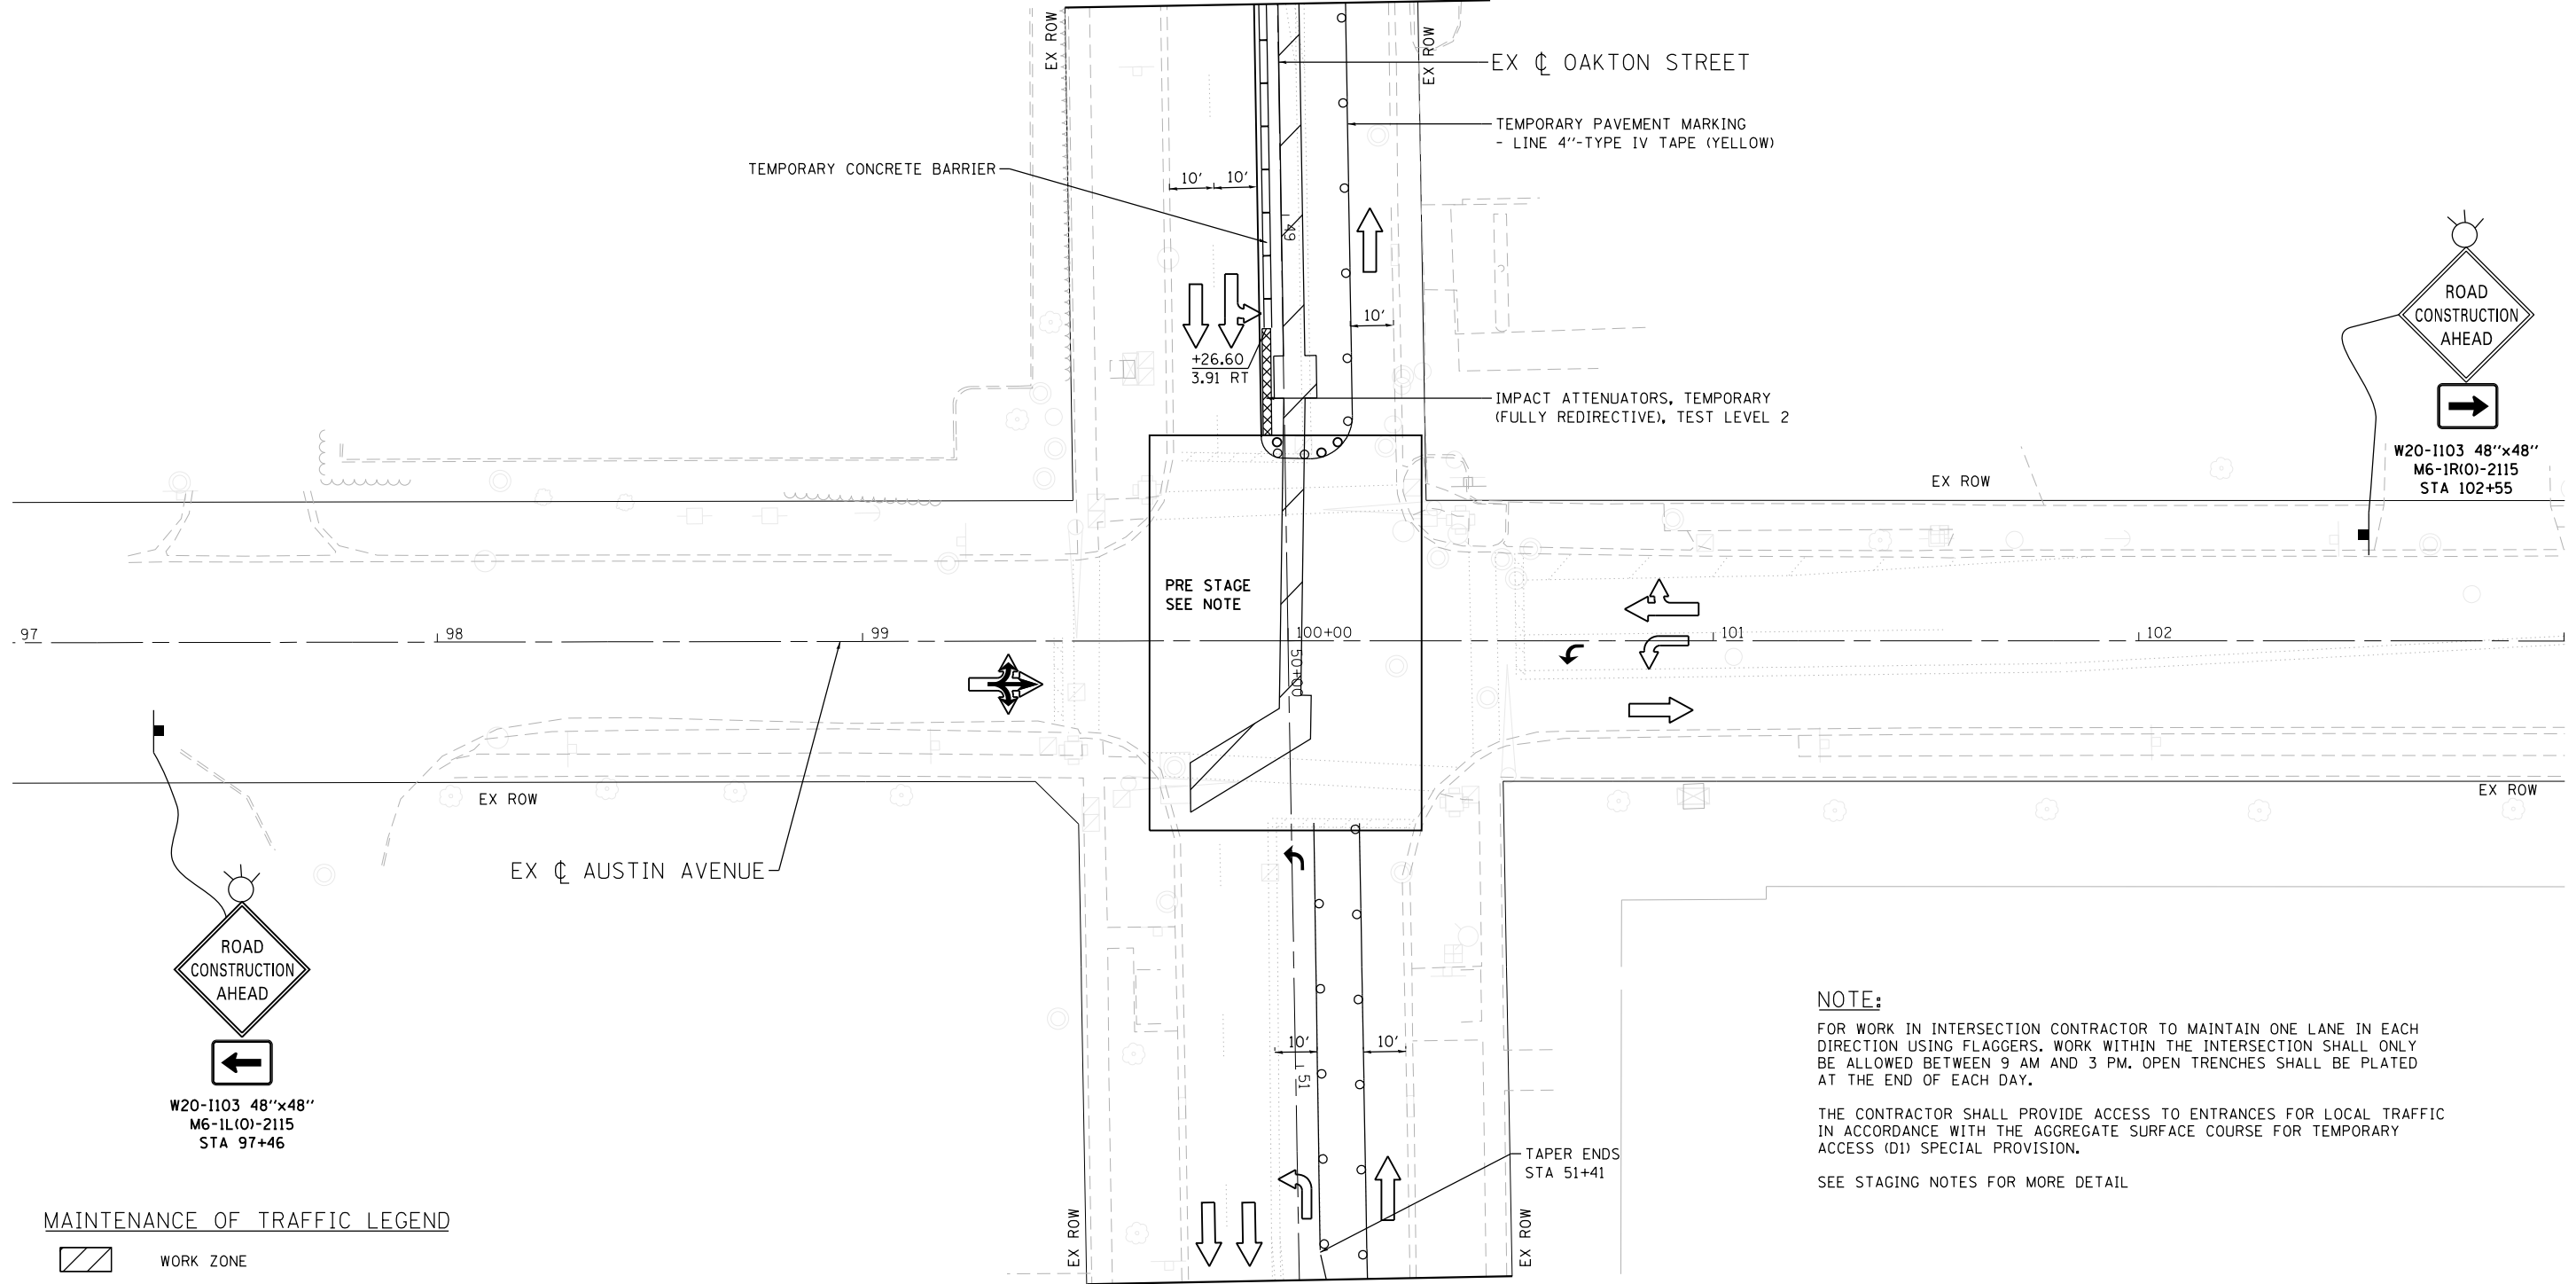 EX ROW
EX ROW
EX ℄ OAKTON STREET
TEMPORARY PAVEMENT MARKING
- LINE 4''-TYPE IV TAPE (YELLOW)
TEMPORARY CONCRETE BARRIER
10'
10'
49
10'
+26.60
3.91 RT
IMPACT ATTENUATORS, TEMPORARY
(FULLY REDIRECTIVE), TEST LEVEL 2
ROAD
CONSTRUCTION
AHEAD
W20-I103 48''x48''
M6-1R(O)-2115
STA 102+55
EX ROW
PRE STAGE
SEE NOTE
97
98
99
100+00
101
102
50+00
EX ROW
EX ROW
EX ℄ AUSTIN AVENUE
ROAD
CONSTRUCTION
AHEAD
W20-I103 48''x48''
M6-1L(O)-2115
STA 97+46
10'
10'
51
TAPER ENDS
STA 51+41
EX ROW
EX ROW
NOTE:
FOR WORK IN INTERSECTION CONTRACTOR TO MAINTAIN ONE LANE IN EACH
DIRECTION USING FLAGGERS. WORK WITHIN THE INTERSECTION SHALL ONLY
BE ALLOWED BETWEEN 9 AM AND 3 PM. OPEN TRENCHES SHALL BE PLATED
AT THE END OF EACH DAY.
THE CONTRACTOR SHALL PROVIDE ACCESS TO ENTRANCES FOR LOCAL TRAFFIC
IN ACCORDANCE WITH THE AGGREGATE SURFACE COURSE FOR TEMPORARY
ACCESS (D1) SPECIAL PROVISION.
SEE STAGING NOTES FOR MORE DETAIL
MAINTENANCE OF TRAFFIC LEGEND
WORK ZONE